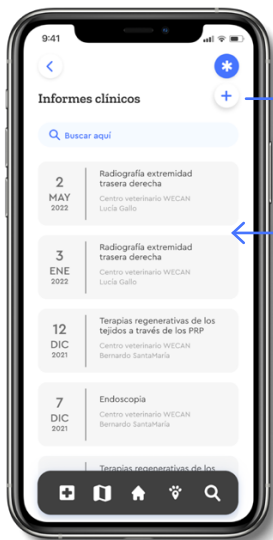 9:41
Informes clínicos
Buscar aquí
2
MAY
2022
Radiografía extremidad
trasera derecha
Centro veterinario WECAN
Lucía Gallo
3
ENE
2022
Radiografía extremidad
trasera derecha
Centro veterinario WECAN
Lucía Gallo
12
DIC
2021
Terapias regenerativas de los
tejidos a través de los PRP
Centro veterinario WECAN
Bernardo SantaMaría
7
DIC
2021
Endoscopia
Centro veterinario WECAN
Bernardo SantaMaría
Terapias regenerativas de los